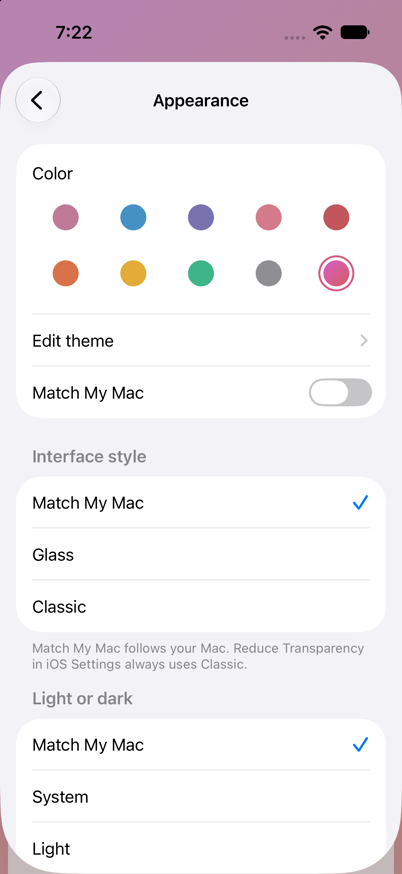 7:22
Appearance
Color
Edit theme
Match My Mac
Interface style
Match My Mac
Glass
Classic
Match My Mac follows your Mac. Reduce Transparency
in iOS Settings always uses Classic.
Light or dark
Match My Mac
System
Light